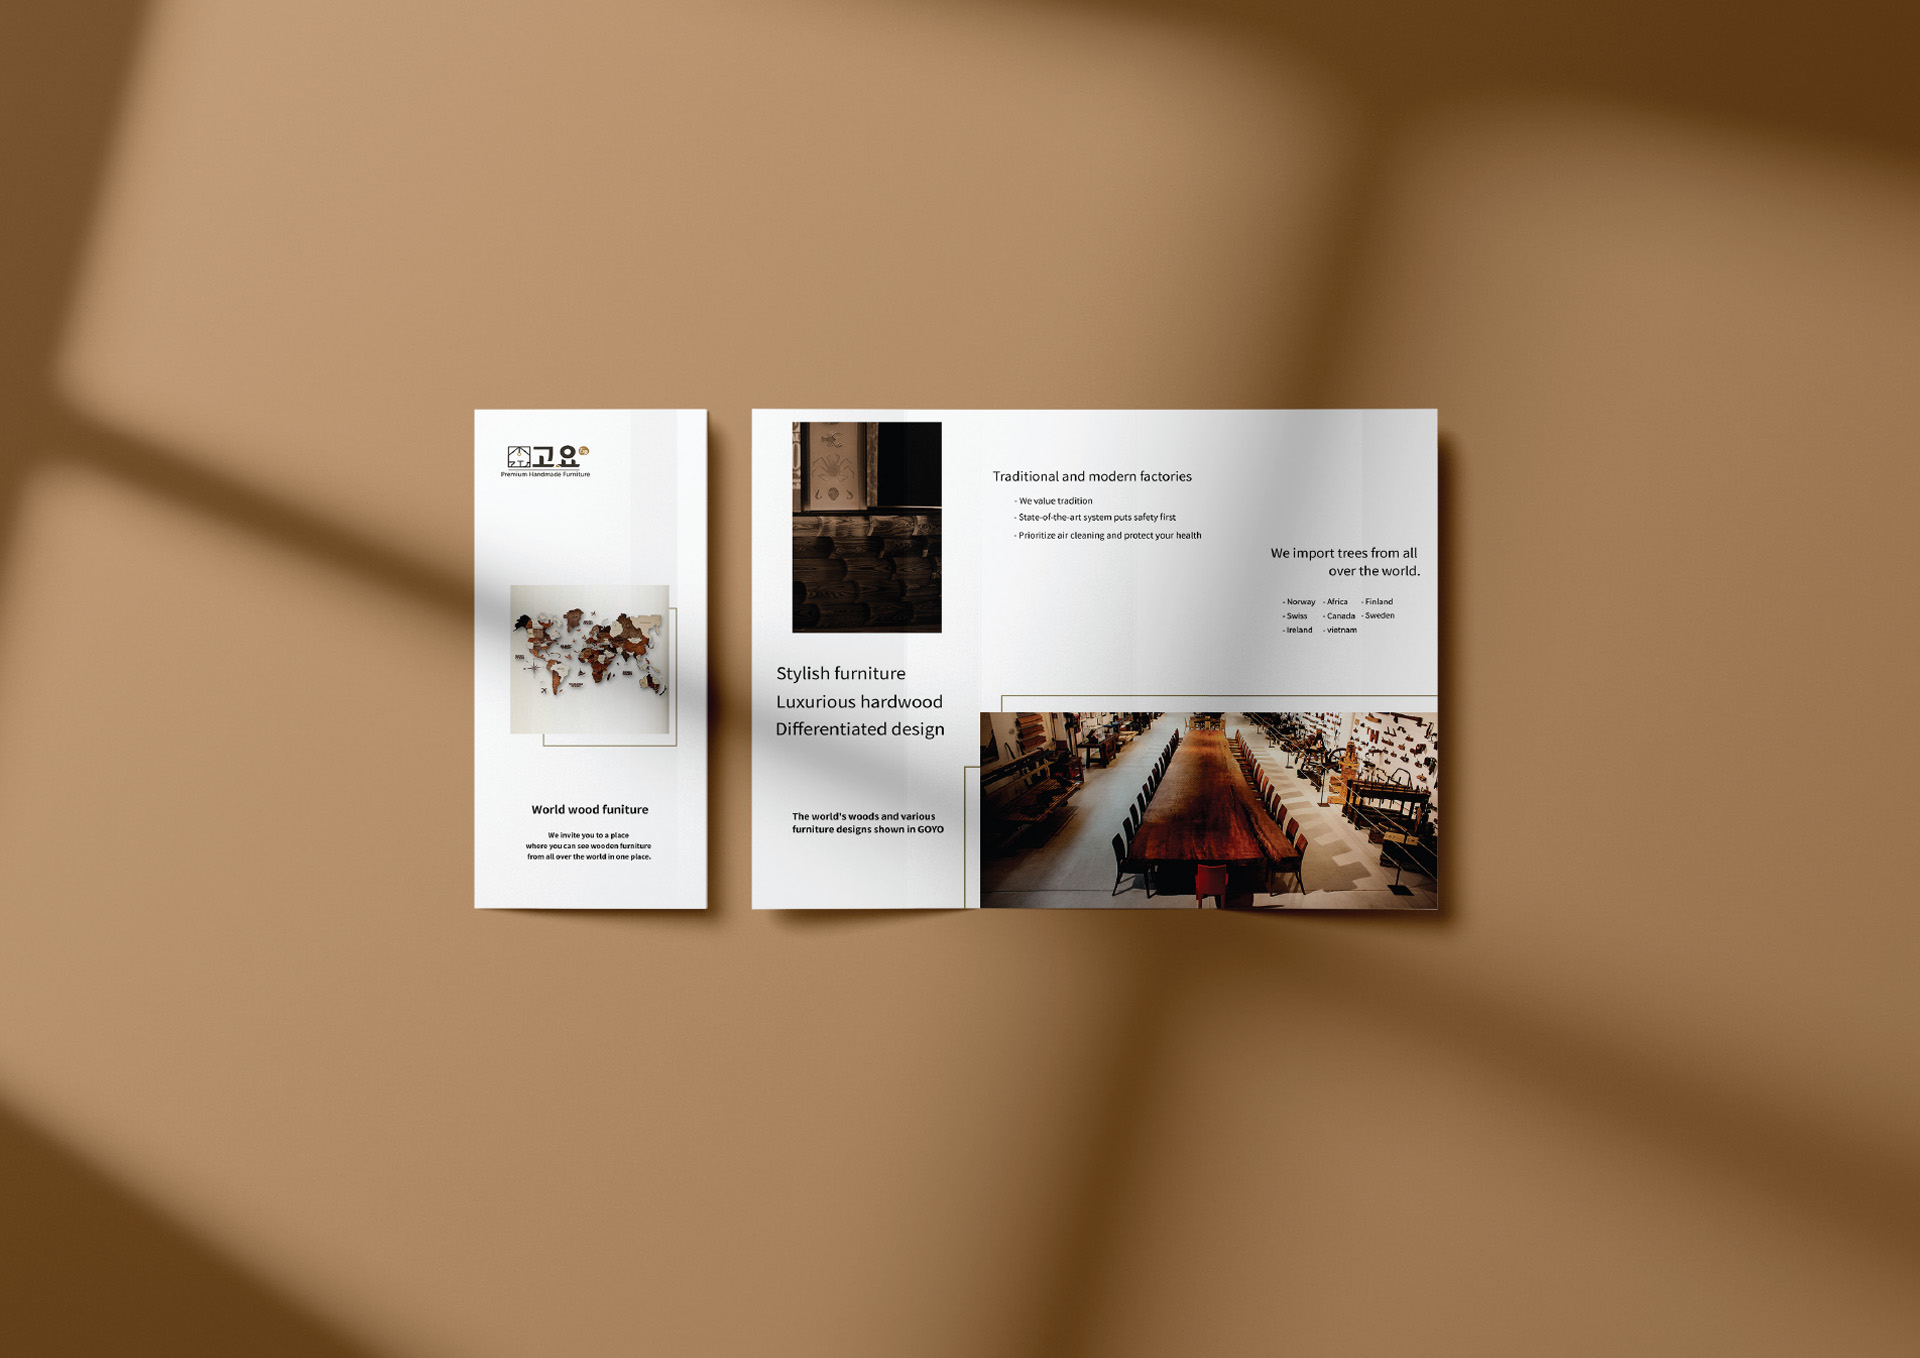 고요
Premium Handmade Furniture
World wood funiture
We invite you to a place
where you can see wooden furniture
from all over the world in one place.
Stylish furniture
Luxurious hardwood
Differentiated design
The world's woods and various
furniture designs shown in GOYO
Traditional and modern factories
- We value tradition
- State-of-the-art system puts safety first
- Prioritize air cleaning and protect your health
We import trees from all
over the world.
- Norway - Africa - Finland
- Swiss - Canada - Sweden
- Ireland - vietnam